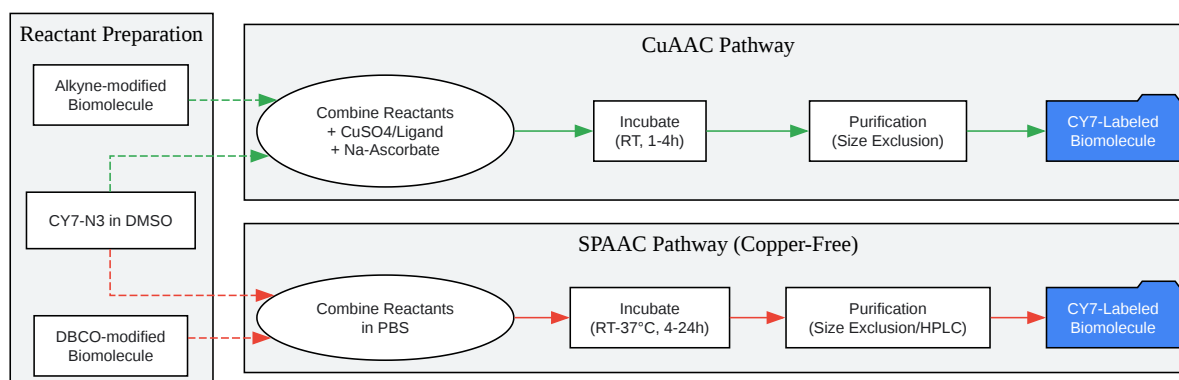 Reactant Preparation
Alkyne-modified
Biomolecule
CY7-N3 in DMSO
DBCO-modified
Biomolecule
CuAAC Pathway
Combine Reactants
+ CuSO4/Ligand
+ Na-Ascorbate
Incubate
(RT, 1-4h)
Purification
(Size Exclusion)
CY7-Labeled
Biomolecule
SPAAC Pathway (Copper-Free)
Combine Reactants
in PBS
Incubate
(RT-37°C, 4-24h)
Purification
(Size Exclusion/HPLC)
CY7-Labeled
Biomolecule